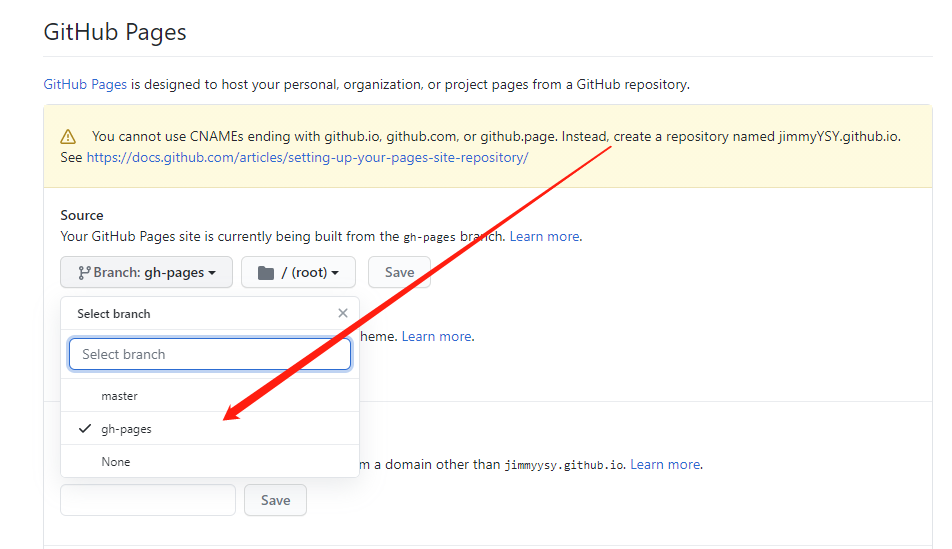 GitHub Pages
GitHub Pages is designed to host your personal, organization, or project pages from a GitHub repository.
You cannot use CNAMEs ending with github.io, github.com, or github.page. Instead, create a repository named jimmyYSY.github.io.
See https://docs.github.com/articles/setting-up-your-pages-site-repository/
Source
Your GitHub Pages site is currently being built from the gh-pages branch. Learn more.
Branch: gh-pages / (root) Save
Select branch
heme. Learn more.
Select branch
master
gh-pages
None
m a domain other than jimmyysy.github.io. Learn more.
Save